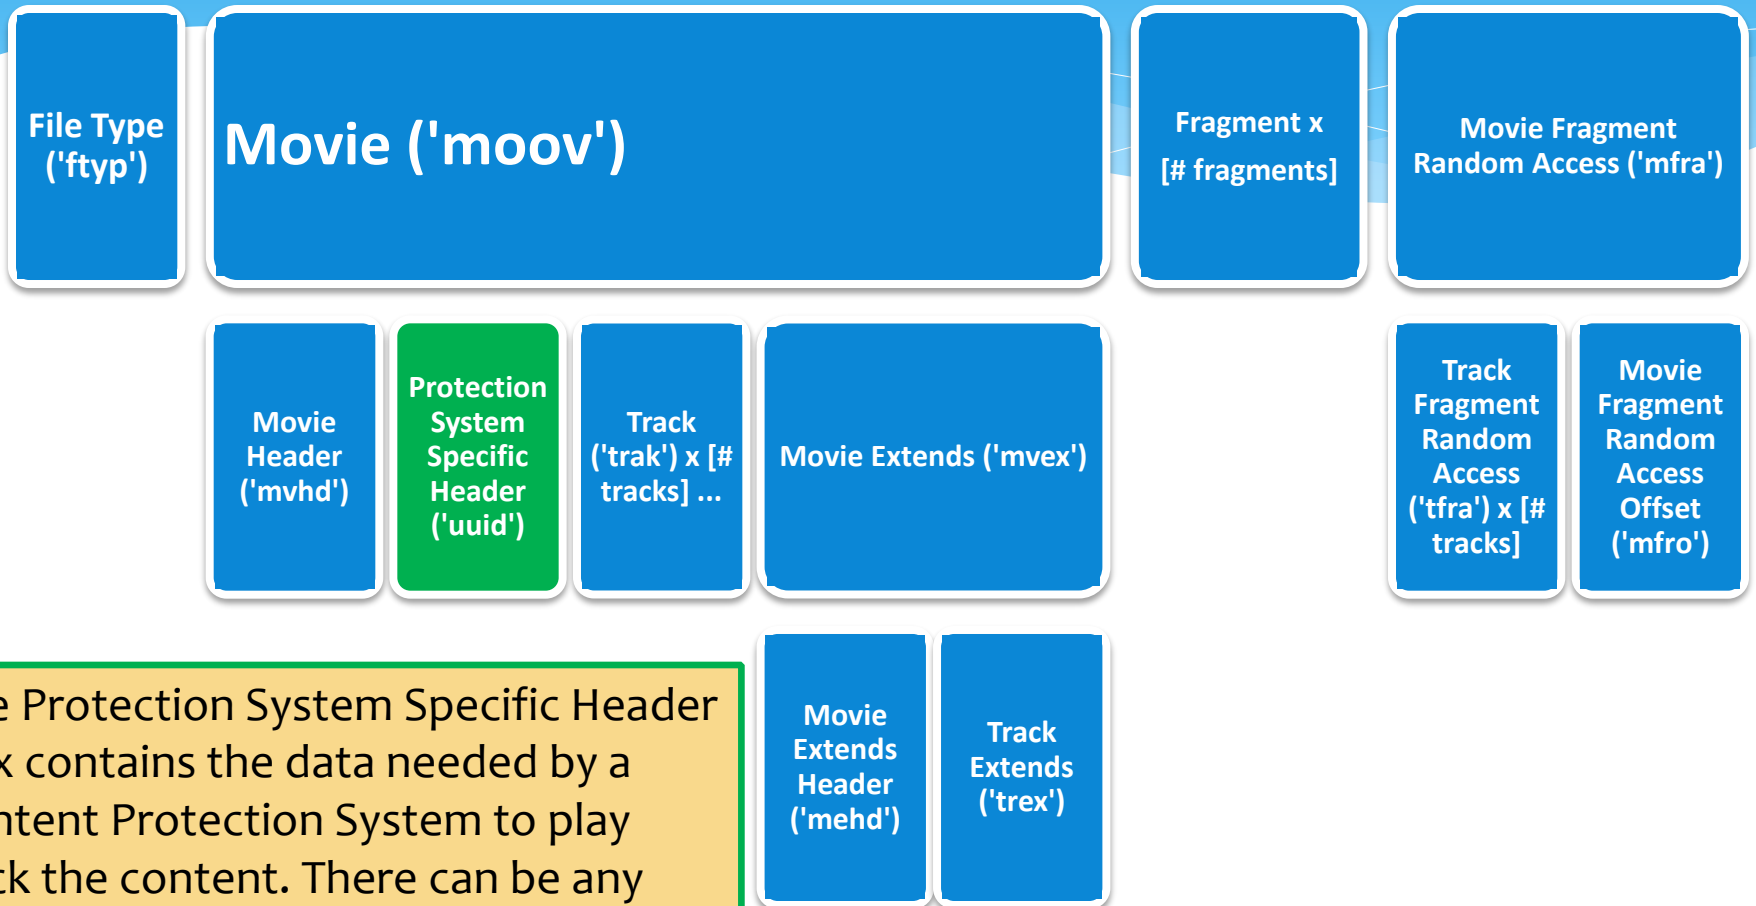 File Type
('ftyp')
Movie ('moov')
Fragment x
[# fragments]
Movie Fragment
Random Access ('mfra')
Movie
Header
('mvhd')
Protection
System
Specific
Header
('uuid')
Track
('trak') x [#
tracks] ...
Movie Extends ('mvex')
Track
Fragment
Random
Access
('tfra') x [#
tracks]
Movie
Fragment
Random
Access
Offset
('mfro')
Movie
Extends
Header
('mehd')
Track
Extends
('trex')
Protection System Specific Header
contains the data needed by a
Protection System to play
the content. There can be any